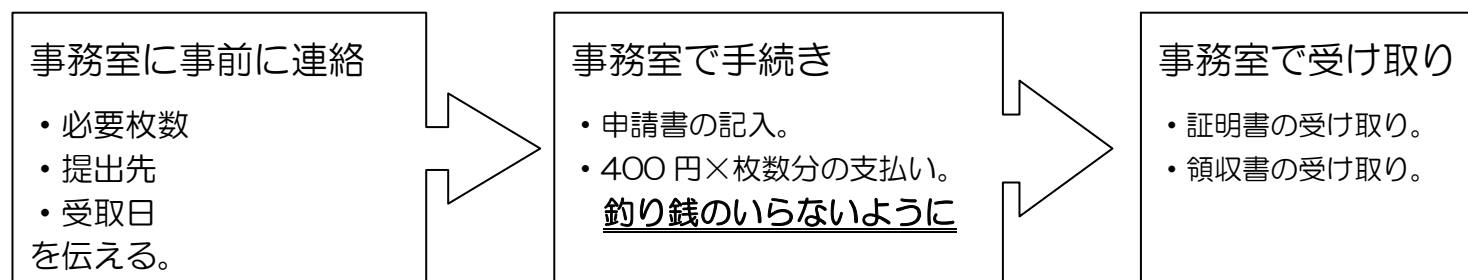 事務室に事前に連絡
・必要枚数
・提出先
・受取日
を伝える。
事務室で手続き
・申請書の記入。
・400円×枚数分の支払い。
釣り銭のいらないように
事務室で受け取り
・証明書の受け取り。
・領収書の受け取り。